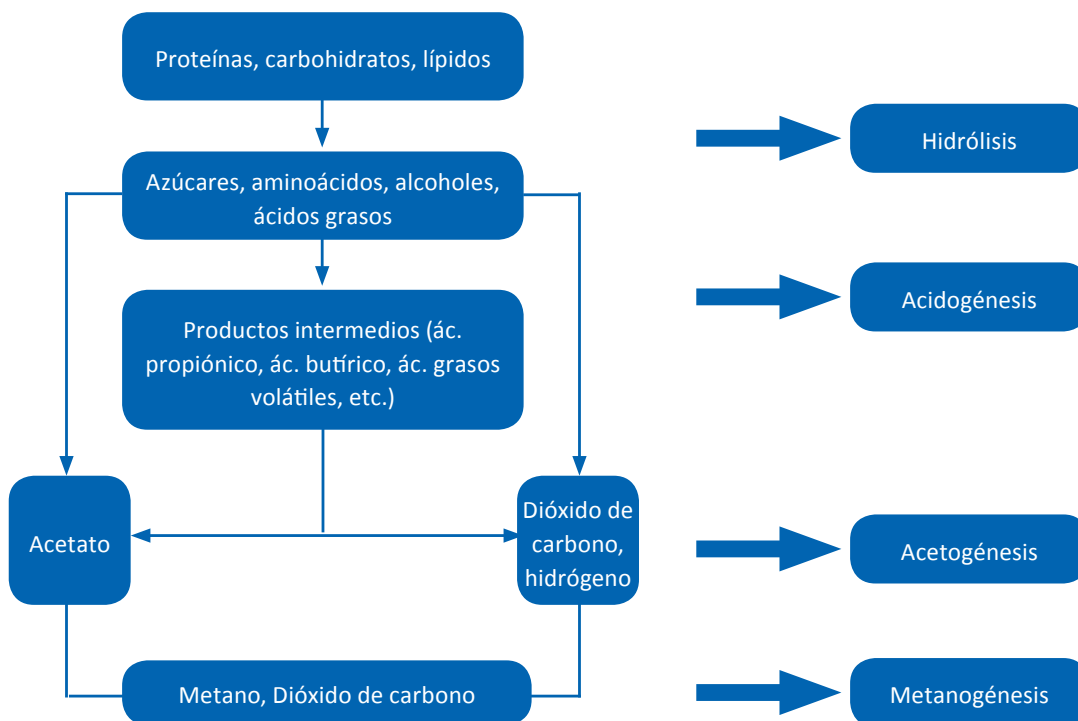 Proteínas, carbohidratos, lípidos
Hidrólisis
Azúcares, aminoácidos, alcoholes,
ácidos grasos
Acidogénesis
Productos intermedios (ác.
propiónico, ác. butírico, ác. grasos
volátiles, etc.)
Acetato
Dióxido de
carbono,
hidrógeno
Acetogénesis
Metano, Dióxido de carbono
Metanogénesis